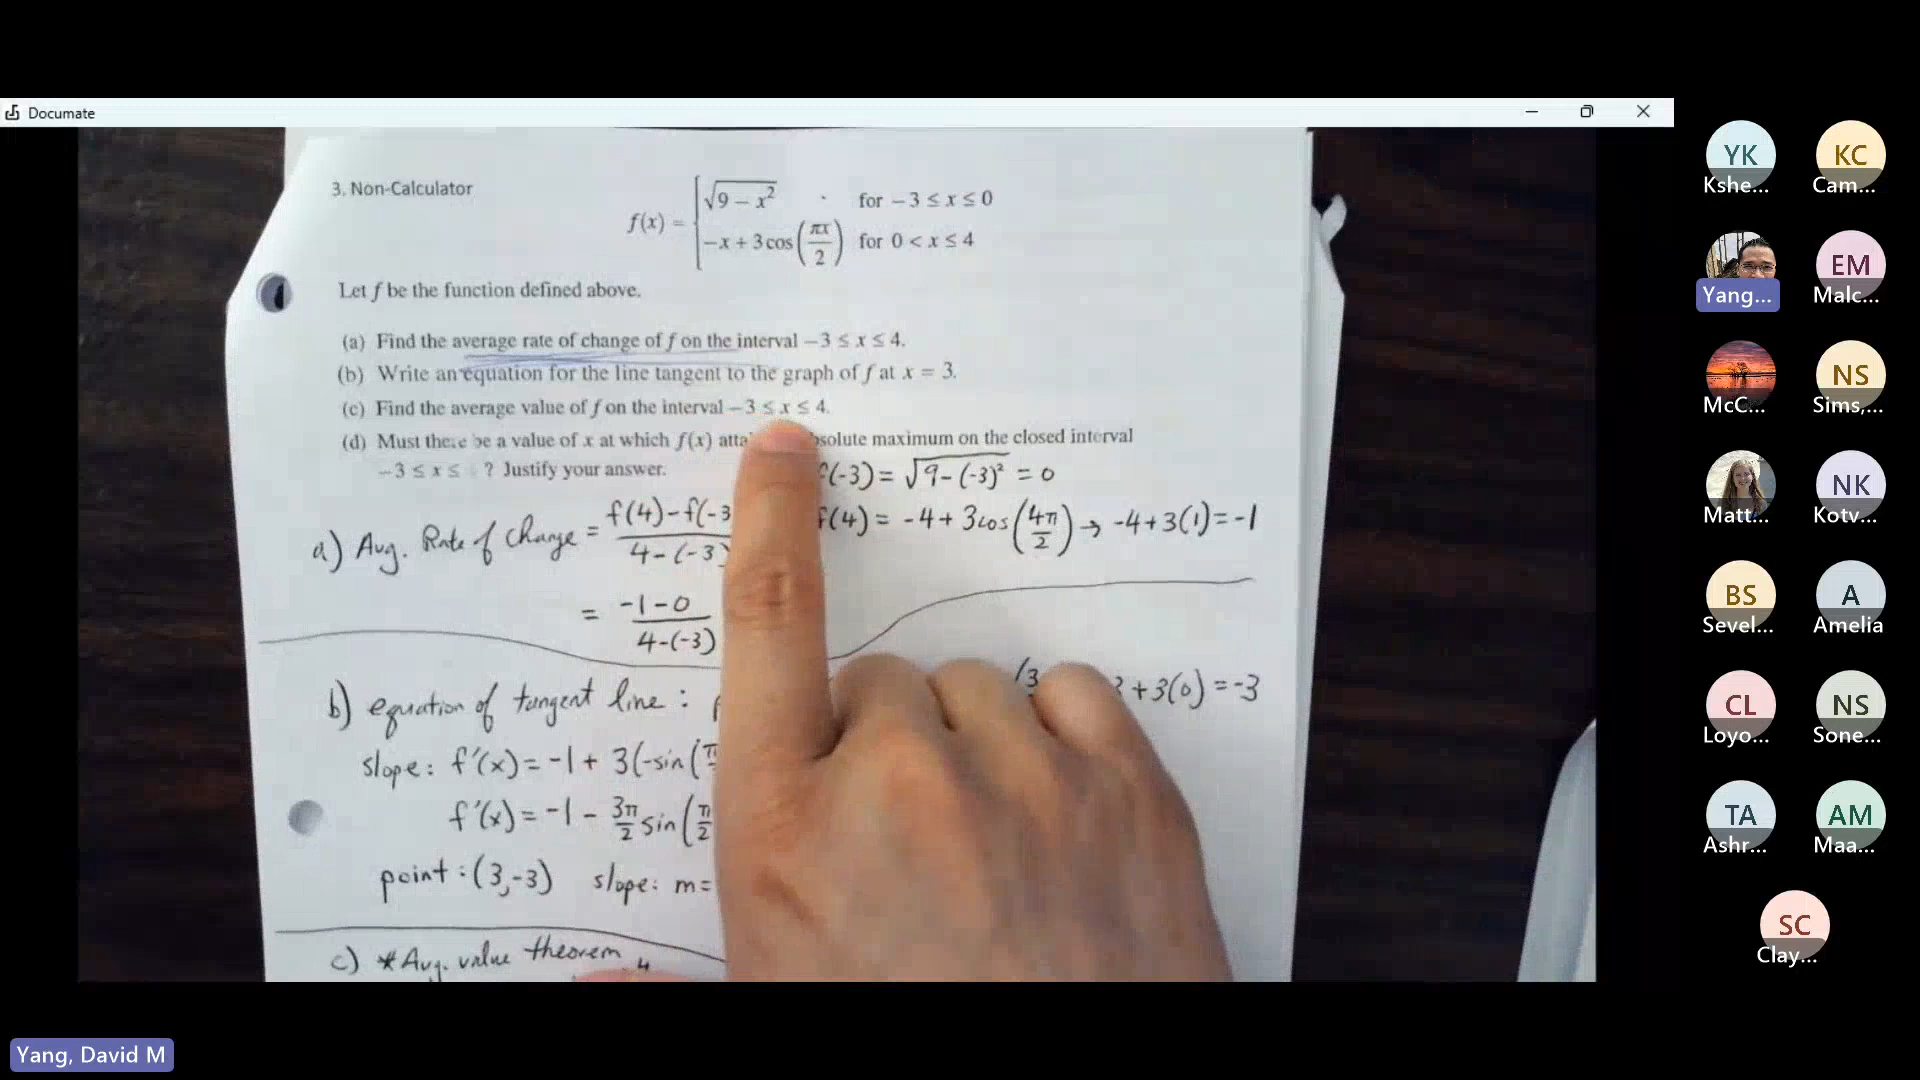 Documate
3. Non-Calculator
f(x) = { √9 − x² for −3 ≤ x ≤ 0
−x + 3 cos(πx/2) for 0 < x ≤ 4
Let f be the function defined above.
(a) Find the average rate of change of f on the interval −3 ≤ x ≤ 4.
(b) Write an equation for the line tangent to the graph of f at x = 3.
(c) Find the average value of f on the interval −3 ≤ x ≤ 4.
(d) Must there be a value of x at which f(x) absolute maximum on the closed interval
−3 ≤ x ≤ ? Justify your answer.
f(-3) = √9-(-3)² = 0
f(4) = -4+3cos(4π/2) → -4+3(1)=-1
a) Avg. Rate of Change = f(4)-f(-3 / 4-(-3)
= -1-0 / 4-(-3)
b) equation of tangent line :
+3(0) = -3
slope: f'(x) = -1 + 3(-sin(
f'(x) = -1 - 3π/2 sin(π/2
point : (3,-3) slope: m=
c) *Avg. value theorem
4
YK
Kshe...
KC
Cam...
Yang...
EM
Malc...
McC...
NS
Sims,...
Matt...
NK
Kotv...
BS
Sevel...
A
Amelia
CL
Loyo...
NS
Sone...
TA
Ashr...
AM
Maa...
SC
Clay...
Yang, David M